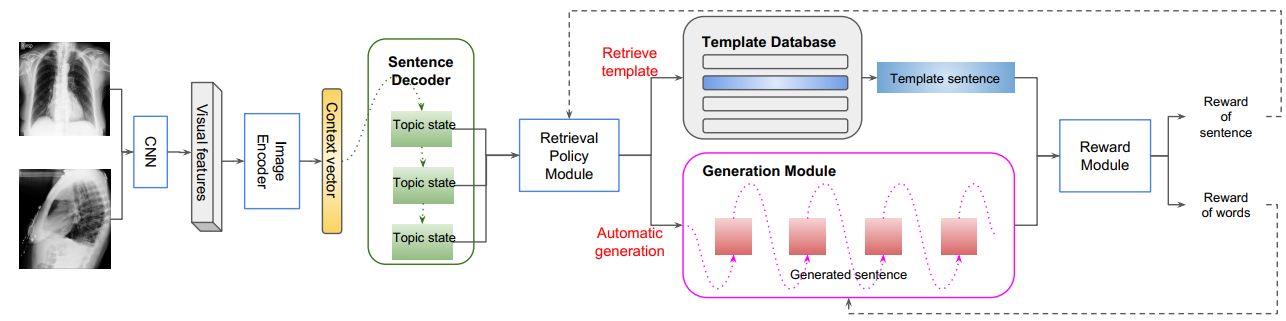 CNN
Visual features
Image
Encoder
Context vector
Sentence
Decoder
Topic state
Topic state
Topic state
Retrieval
Policy
Module
Retrieve
template
Automatic
generation
Template Database
Template sentence
Generation Module
Generated sentence
Reward
Module
Reward
of
sentence
Reward
of words